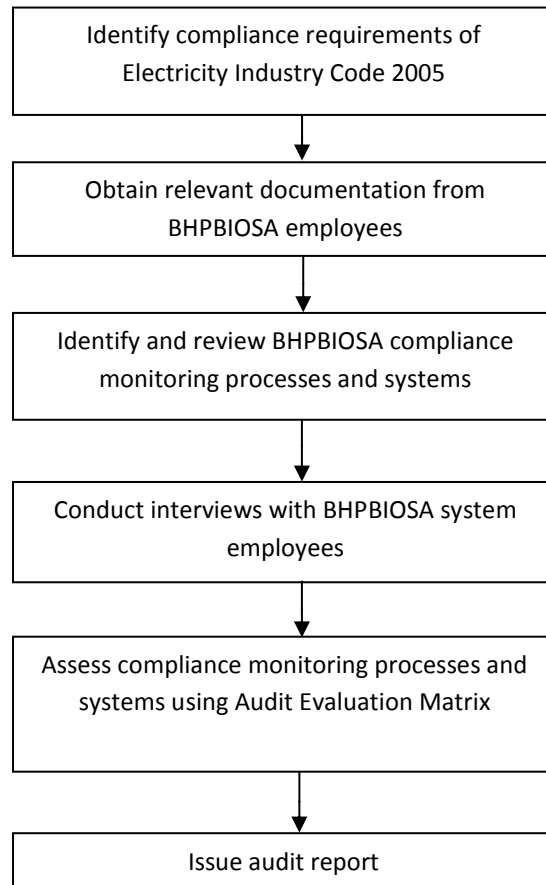 Identify compliance requirements of
Electricity Industry Code 2005
Obtain relevant documentation from
BHPBIOSA employees
Identify and review BHPBIOSA compliance
monitoring processes and systems
Conduct interviews with BHPBIOSA system
employees
Assess compliance monitoring processes and
systems using Audit Evaluation Matrix
Issue audit report